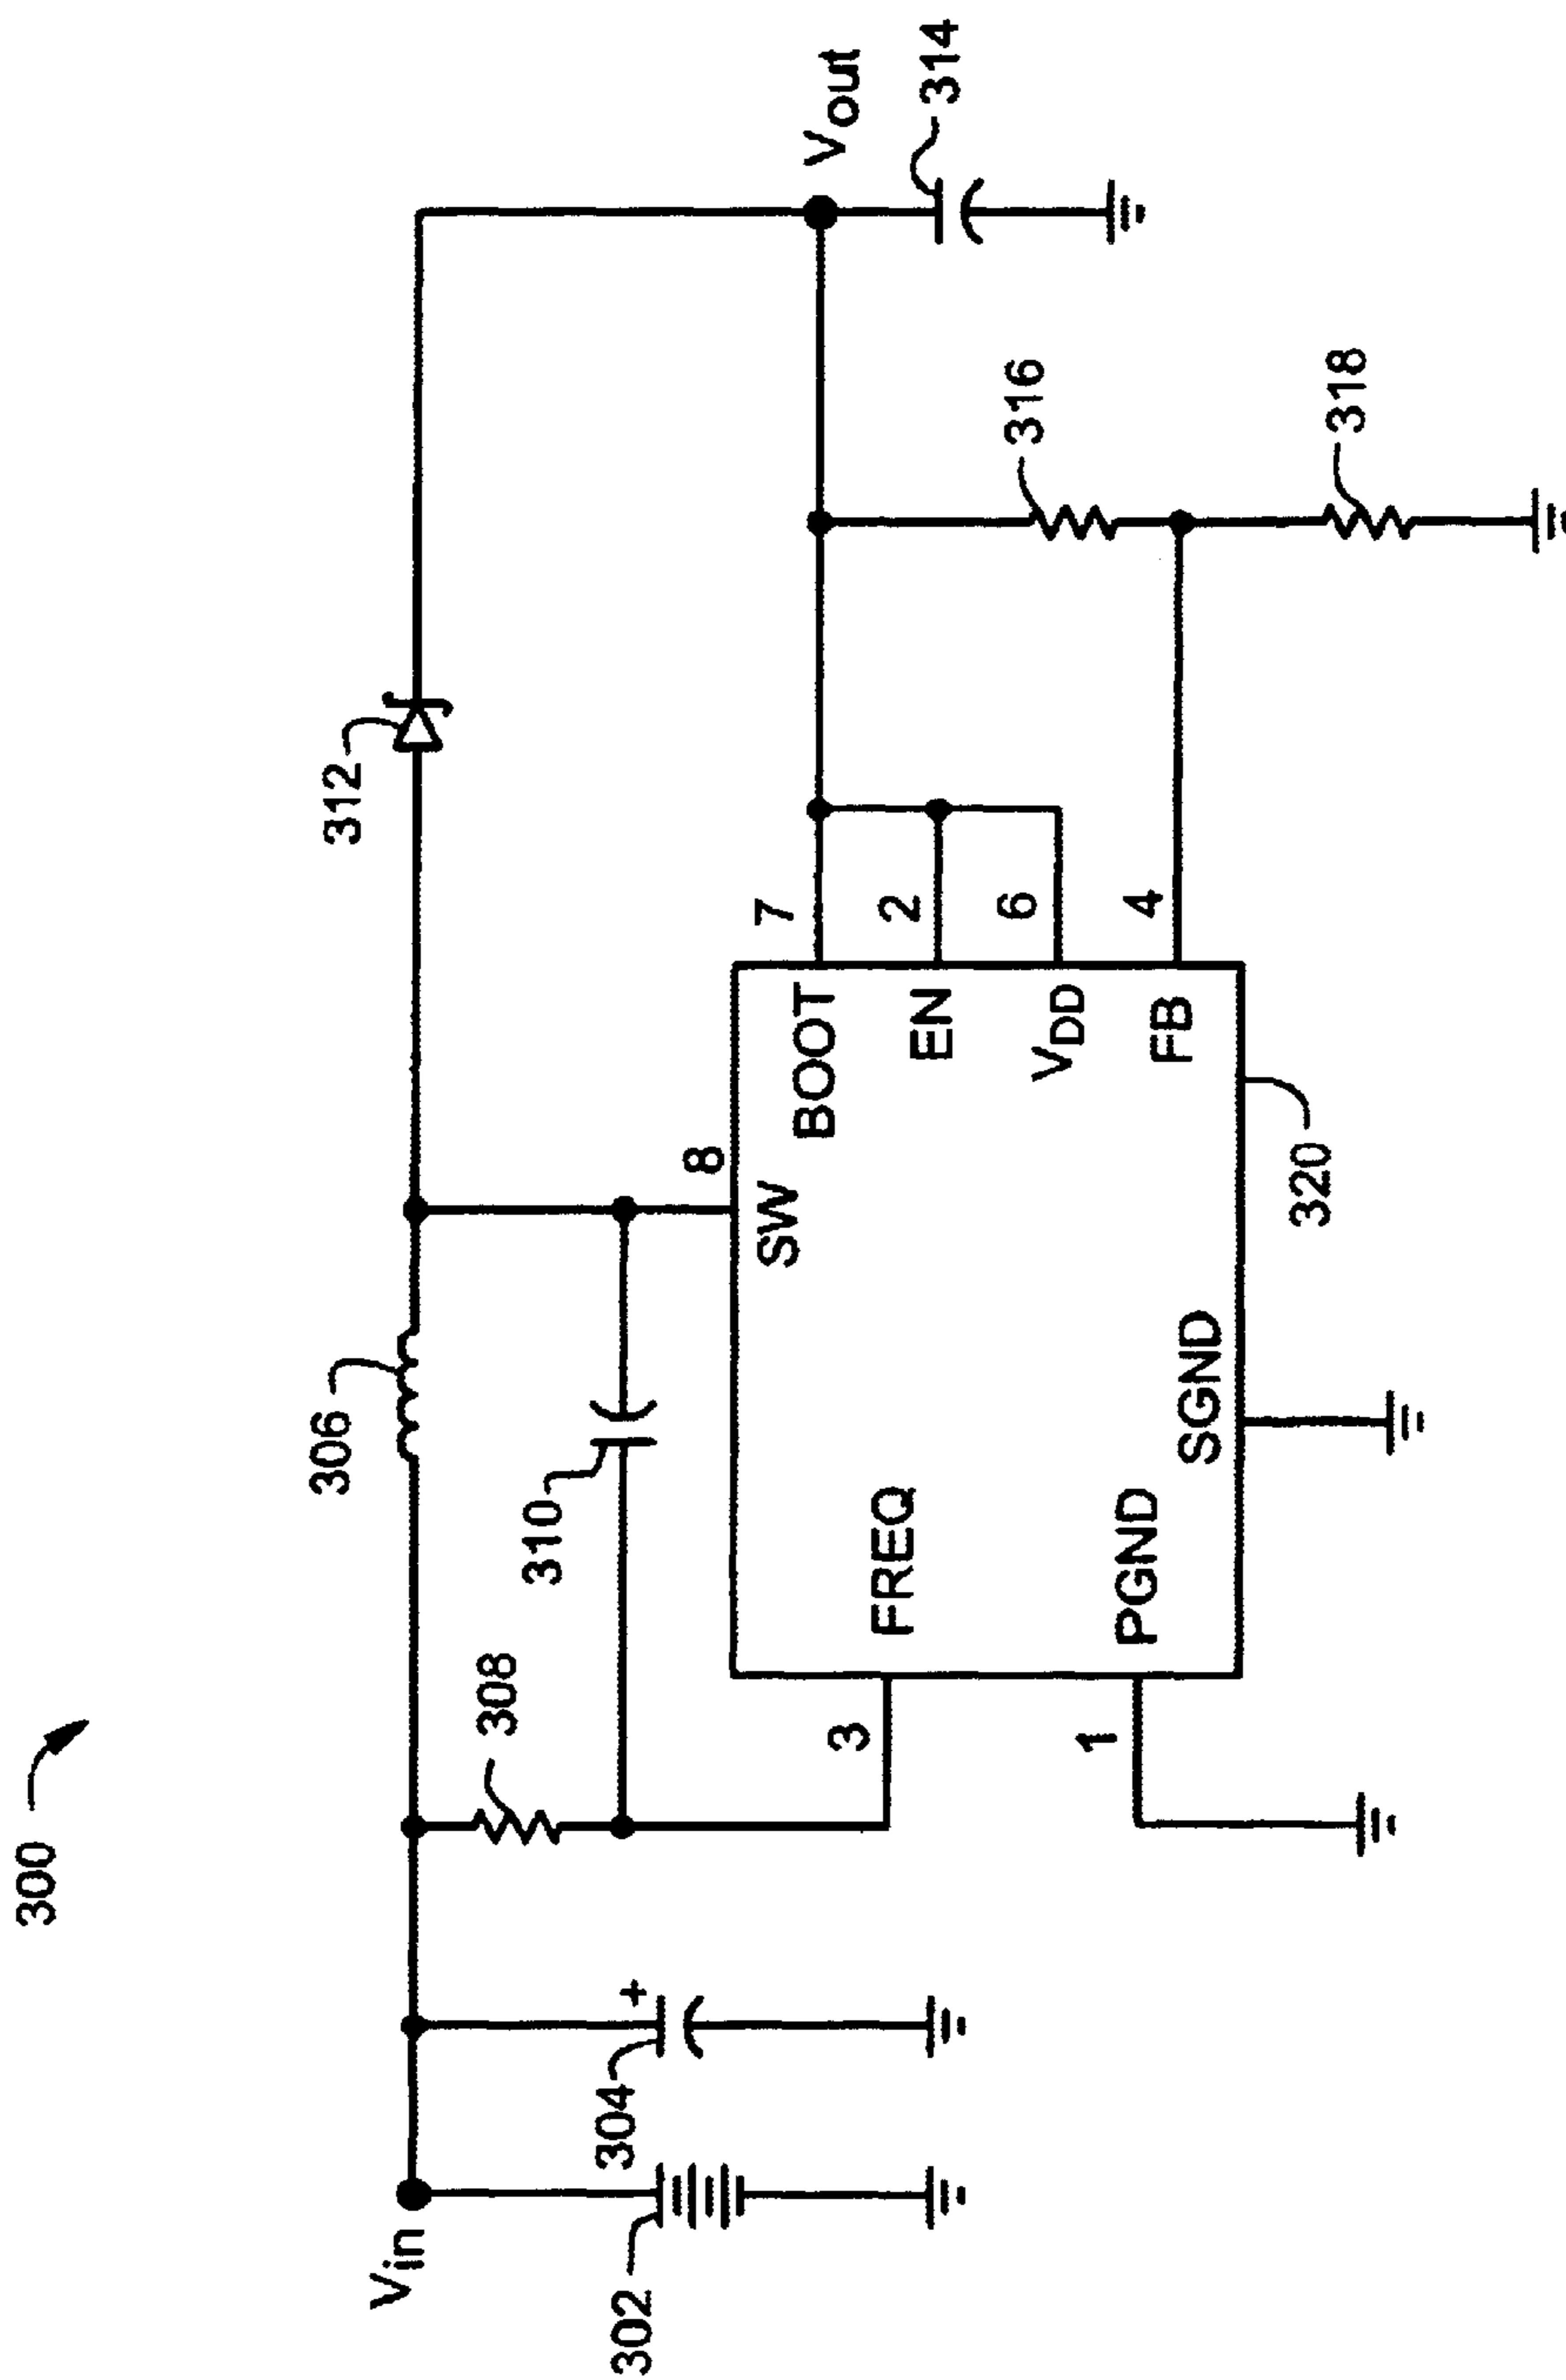 300
306
312
Vin
308
310
Vout
302
304
314
8
SW
3
FREQ
BOOT
7
EN
2
VDD
6
1
PGND
SGND
FB
4
316
318
320
+